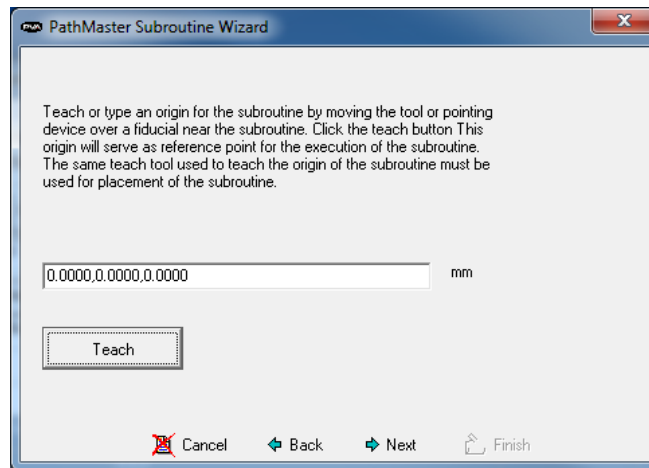 PVA PathMaster Subroutine Wizard
Teach or type an origin for the subroutine by moving the tool or pointing
device over a fiducial near the subroutine. Click the teach button This
origin will serve as reference point for the execution of the subroutine.
The same teach tool used to teach the origin of the subroutine must be
used for placement of the subroutine.
0.0000,0.0000,0.0000 mm
Teach
Cancel Back Next Finish